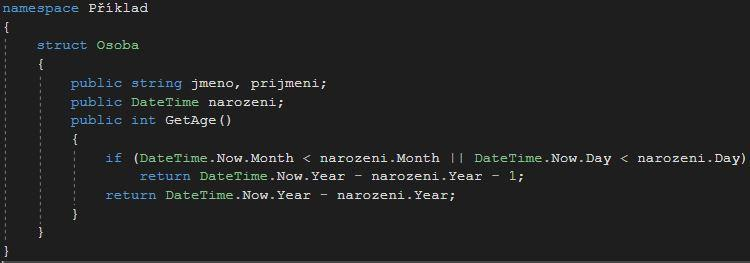 namespace Příklad
{
struct Osoba
{
public string jmeno, prijmeni;
public DateTime narozeni;
public int GetAge()
{
if (DateTime.Now.Month < narozeni.Month || DateTime.Now.Day < narozeni.Day)
return DateTime.Now.Year - narozeni.Year - 1;
return DateTime.Now.Year - narozeni.Year;
}
}
}